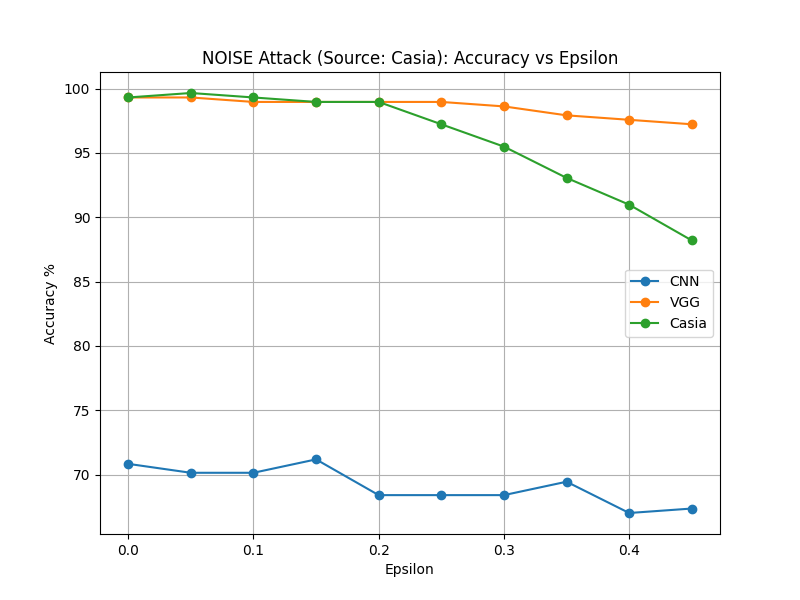 NOISE Attack (Source: Casia): Accuracy vs Epsilon
100
95
90
85
80
75
70
Accuracy %
CNN
VGG
Casia
0.0 0.1 0.2 0.3 0.4
Epsilon